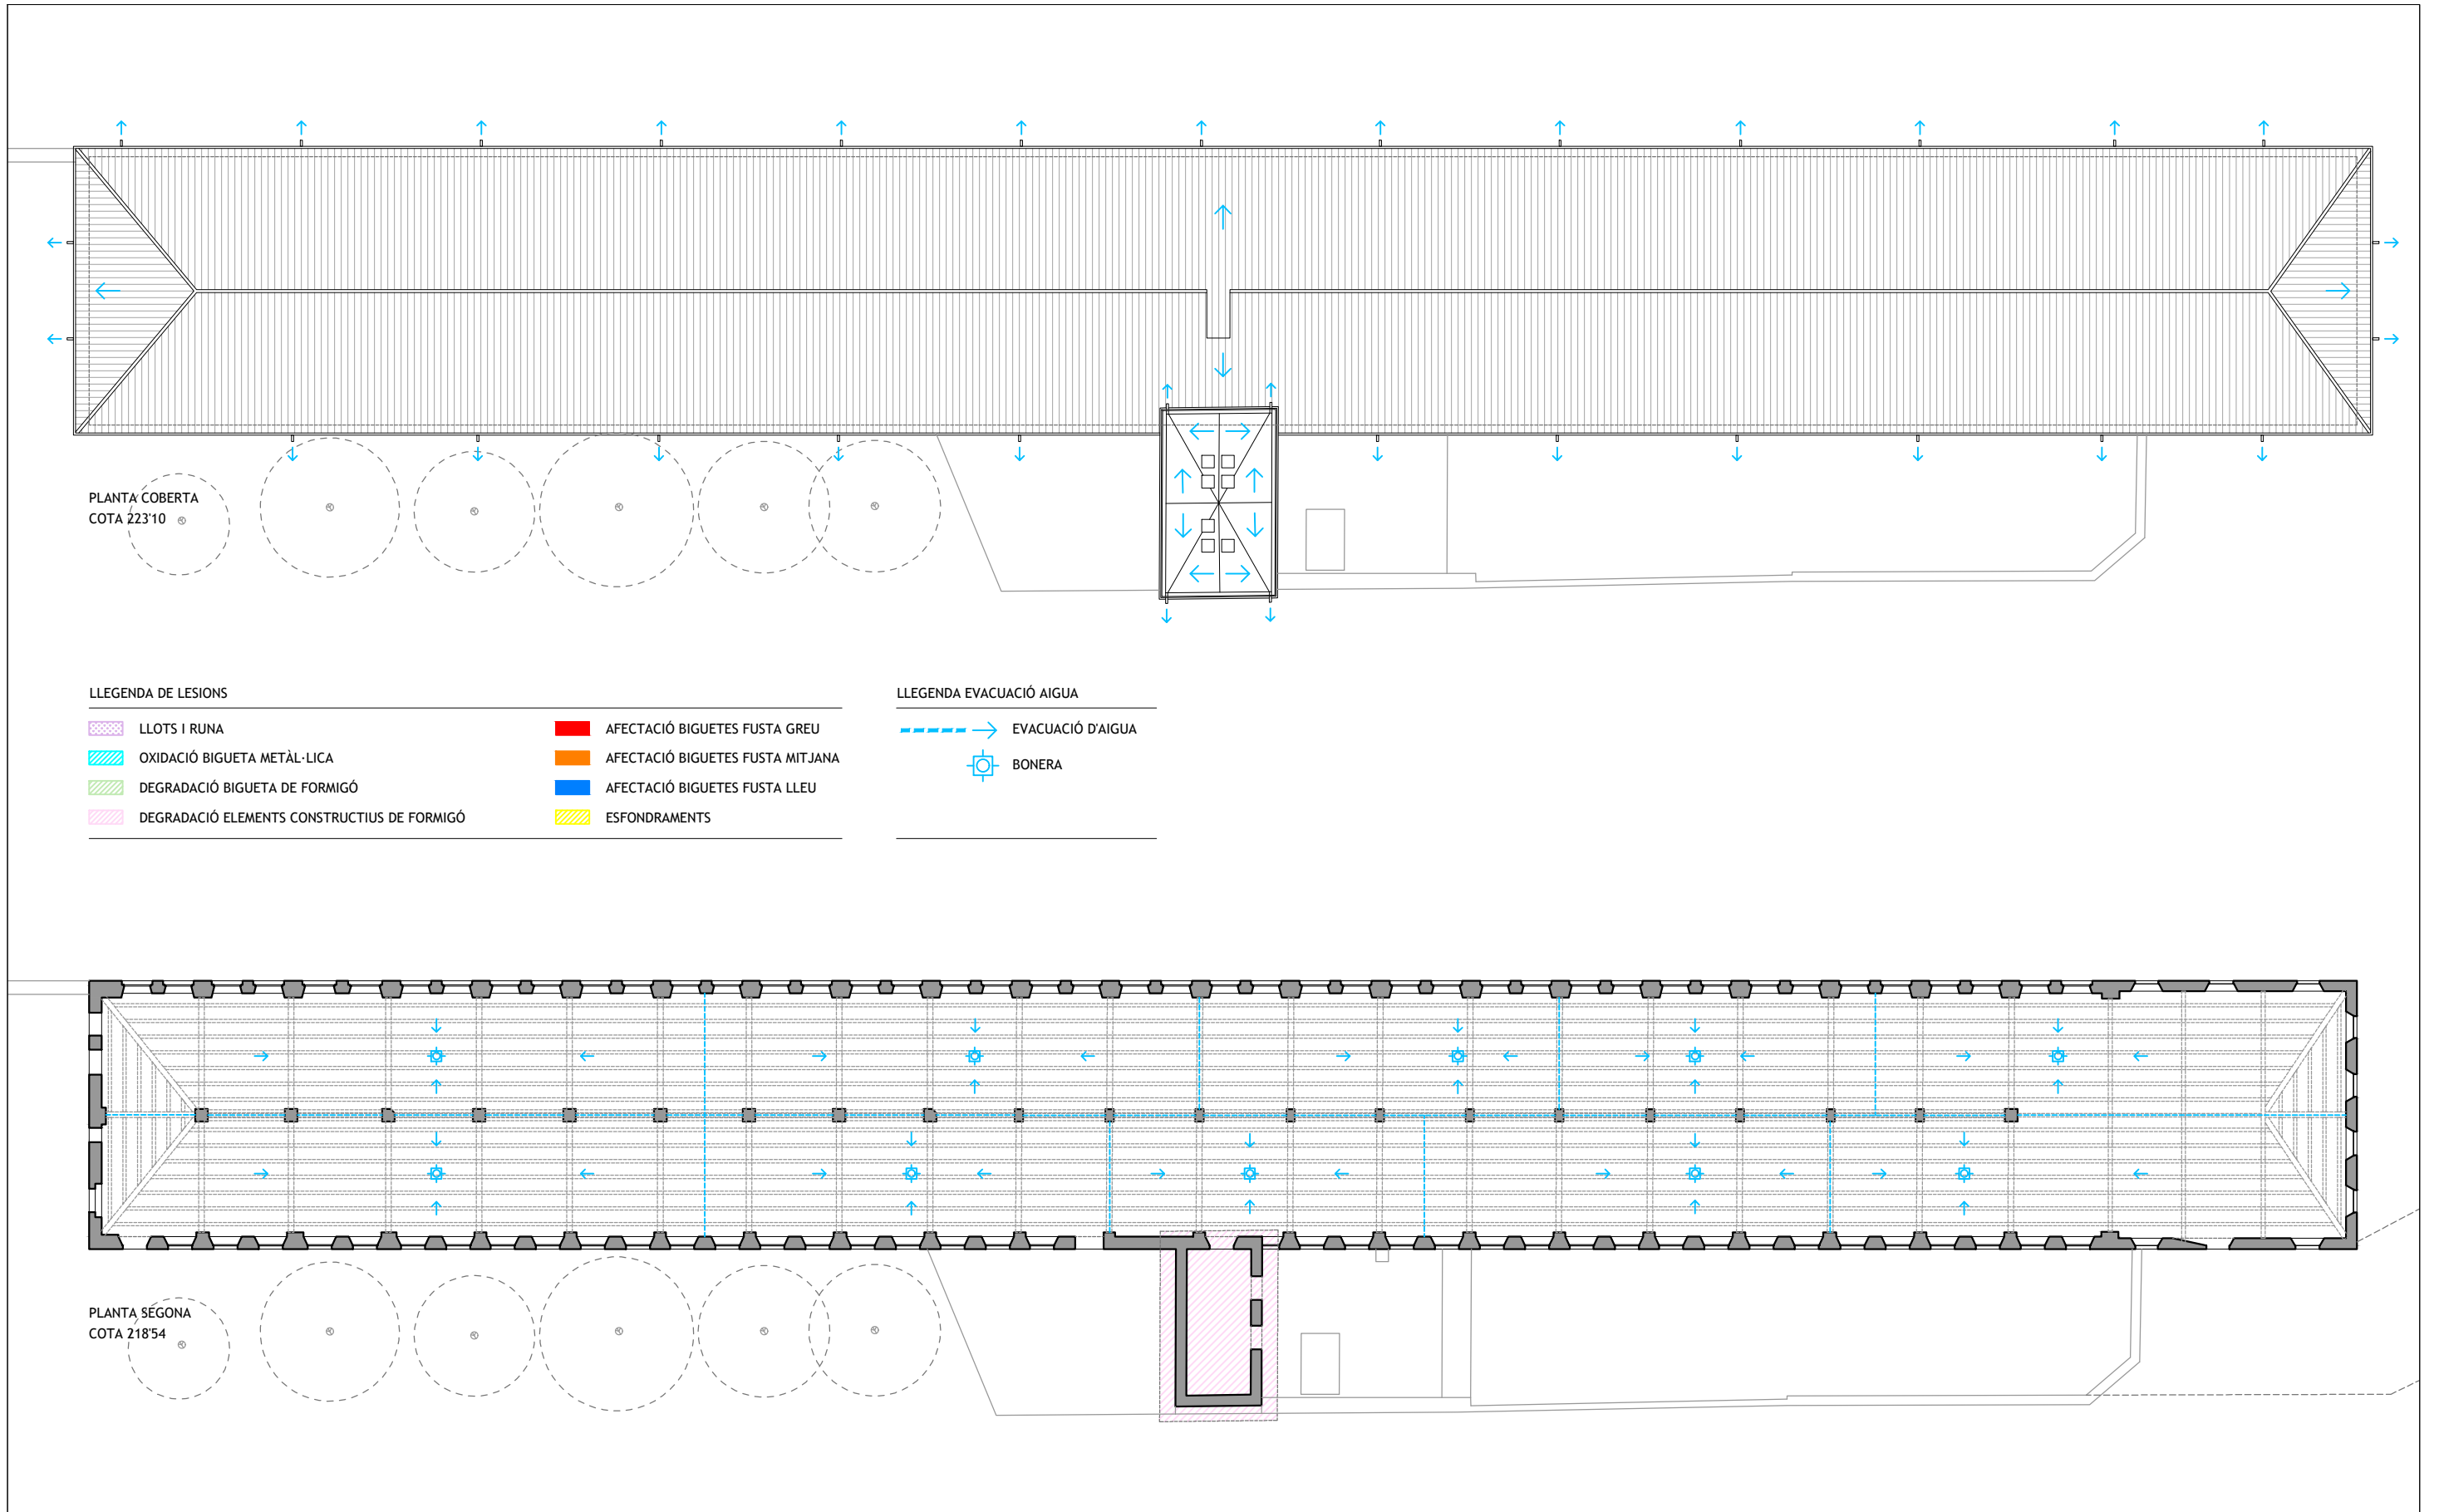 PLANTA COBERTA
COTA 223'10
LLEGENDA DE LESIONS
LLOTS I RUNA
OXIDACIÓ BIGUETA METÀL·LICA
DEGRADACIÓ BIGUETA DE FORMIGÓ
DEGRADACIÓ ELEMENTS CONSTRUCTIUS DE FORMIGÓ
AFECTACIÓ BIGUETES FUSTA GREU
AFECTACIÓ BIGUETES FUSTA MITJANA
AFECTACIÓ BIGUETES FUSTA LLEU
ESFONDRAMENTS
LLEGENDA EVACUACIÓ AIGUA
EVACUACIÓ D'AIGUA
BONERA
PLANTA SEGONA
COTA 218'54